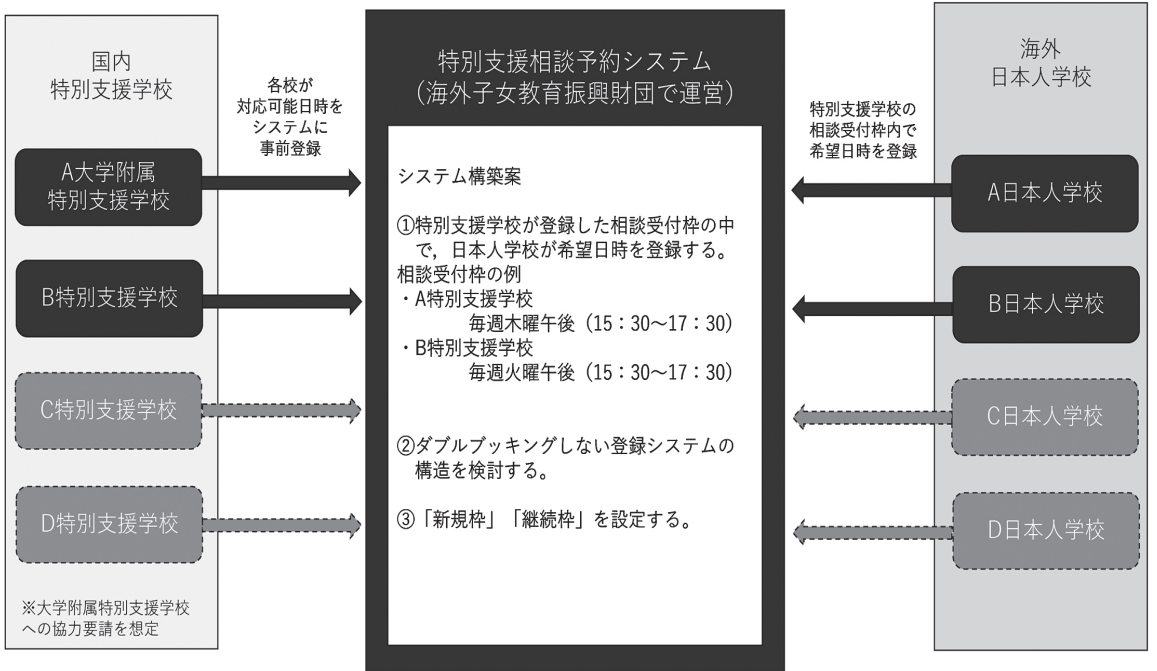 国内
特別支援学校
A大学附属
特別支援学校
B特別支援学校
C特別支援学校
D特別支援学校
※大学附属特別支援学校
への協力要請を想定
各校が
対応可能日時を
システムに
事前登録
特別支援相談予約システム
（海外子女教育振興財団で運営）
システム構築案
①特別支援学校が登録した相談受付枠の中
で，日本人学校が希望日時を登録する。
相談受付枠の例
・A特別支援学校
毎週木曜午後（15：30〜17：30）
・B特別支援学校
毎週火曜午後（15：30〜17：30）
②ダブルブッキングしない登録システムの
構造を検討する。
③「新規枠」「継続枠」を設定する。
特別支援学校の
相談受付枠内で
希望日時を登録
海外
日本人学校
A日本人学校
B日本人学校
C日本人学校
D日本人学校